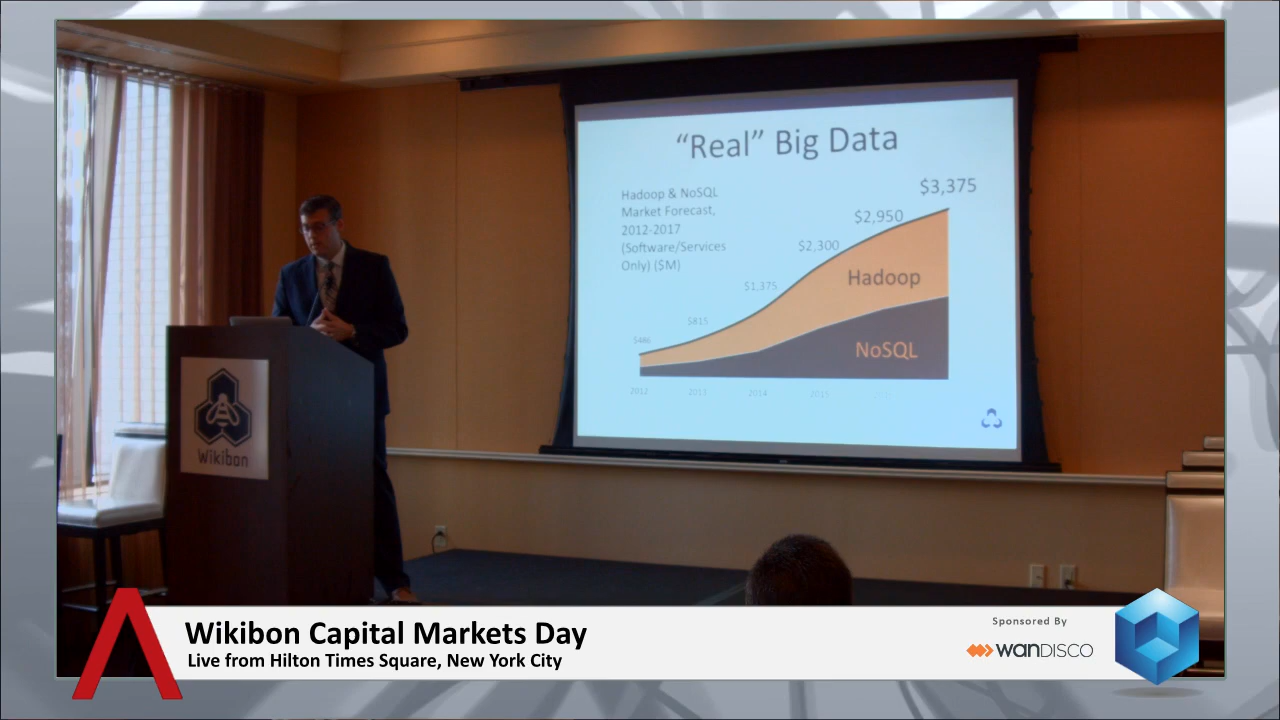 “Real” Big Data
Hadoop & NoSQL
Market Forecast,
2012-2017
(Software/Services
Only) ($M)
$3,375
$2,950
$2,300
$1,375
$815
Hadoop
NoSQL
2012
2013
2014
2015
Wikibon
Wikibon Capital Markets Day
Live from Hilton Times Square, New York City
Sponsored By
WANDISCO